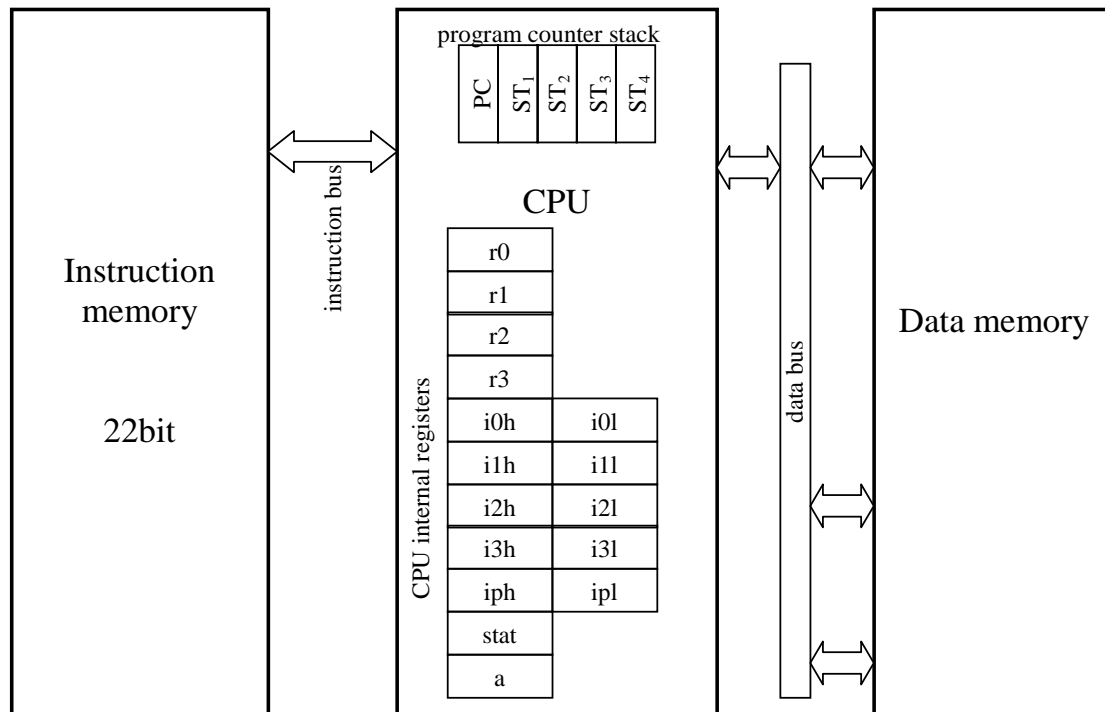 program counter stack
PC
ST1
ST2
ST3
ST4
instruction bus
CPU
Instruction
memory
22bit
CPU internal registers
r0
r1
r2
r3
i0h i0l
i1h i1l
i2h i2l
i3h i3l
iph ipl
stat
a
data bus
Data memory